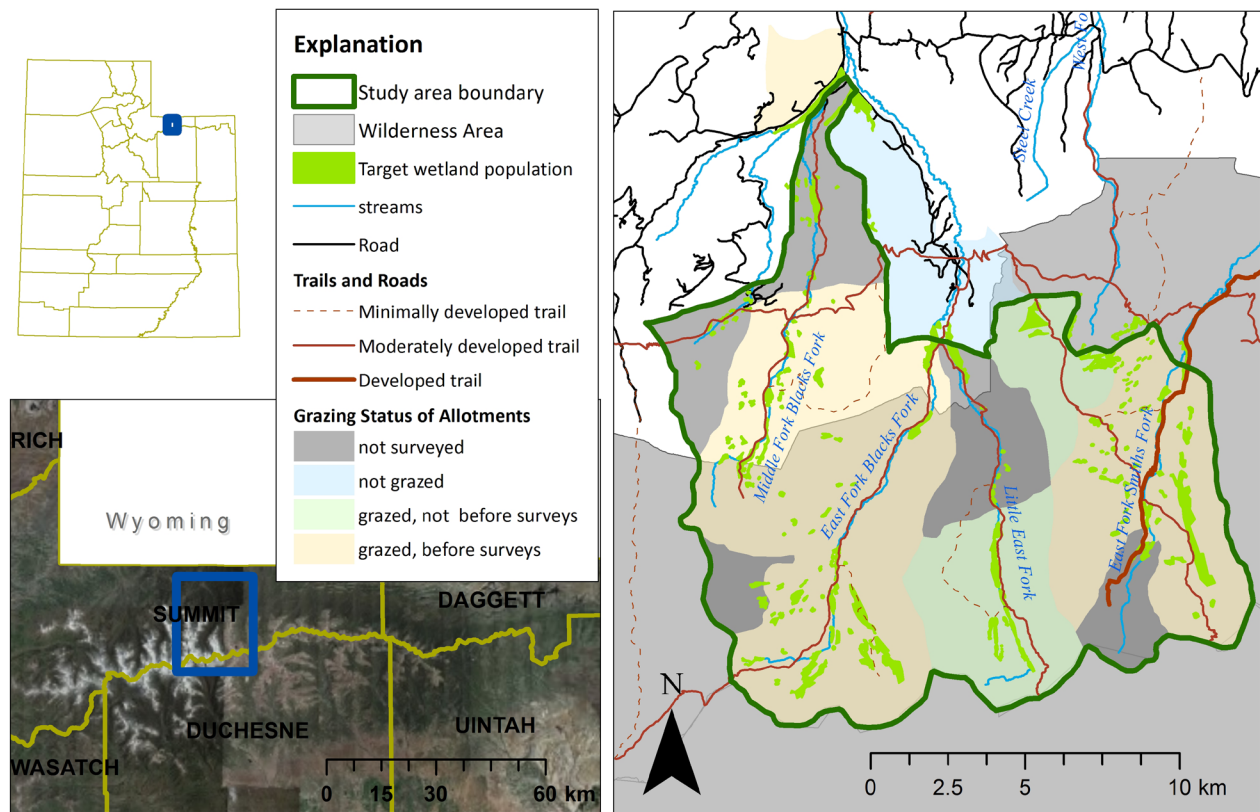 Explanation
Study area boundary
Wilderness Area
Target wetland population
streams
Road
Trails and Roads
Minimally developed trail
Moderately developed trail
Developed trail
Grazing Status of Allotments
not surveyed
not grazed
grazed, not before surveys
grazed, before surveys
RICH
Wyoming
SUMMIT
DAGGETT
DUCHESNE
UINTAH
WASATCH
0 15 30 60 km
West Fo
Steel Creek
Middle Fork Blacks Fork
East Fork Blacks Fork
Little East Fork
East Fork Smiths Fork
N
0 2.5 5 10 km